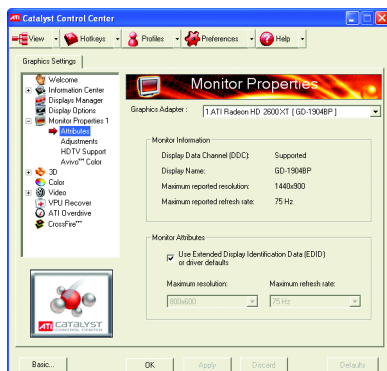 ATI Catalyst Control Center
View
Hotkeys
Profiles
Preferences
Help
Graphics Settings
Welcome
Information Center
Displays Manager
Display Options
Monitor Properties 1
Attributes
Adjustments
HDTV Support
Avivo™ Color
3D
Color
Video
VPU Recover
ATI Overdrive
CrossFire™
ATI CATALYST
CONTROL CENTER
Monitor Properties
Graphics Adapter :
1.ATI Radeon HD 2600 XT [ GD-1904BP ]
Monitor Information
Display Data Channel (DDC): Supported
Display Name: GD-1904BP
Maximum reported resolution: 1440x900
Maximum reported refresh rate: 75 Hz
Monitor Attributes
Use Extended Display Identification Data (EDID)
or driver defaults
Maximum resolution: Maximum refresh rate:
800x600 75 Hz
Basic... OK Apply Discard Defaults